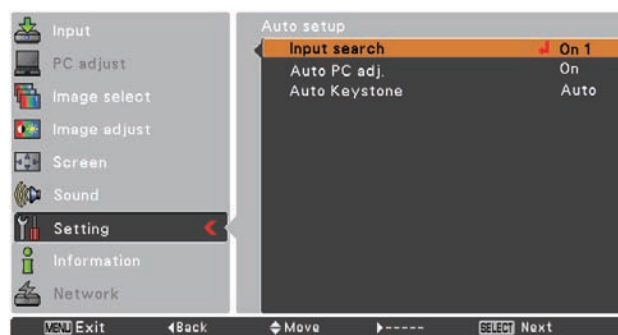 Input
PC adjust
Image select
Image adjust
Screen
Sound
Setting
Information
Network
Auto setup
Input search On 1
Auto PC adj. On
Auto Keystone Auto
MENU Exit ◀Back ◆Move ▶----- SELECT Next